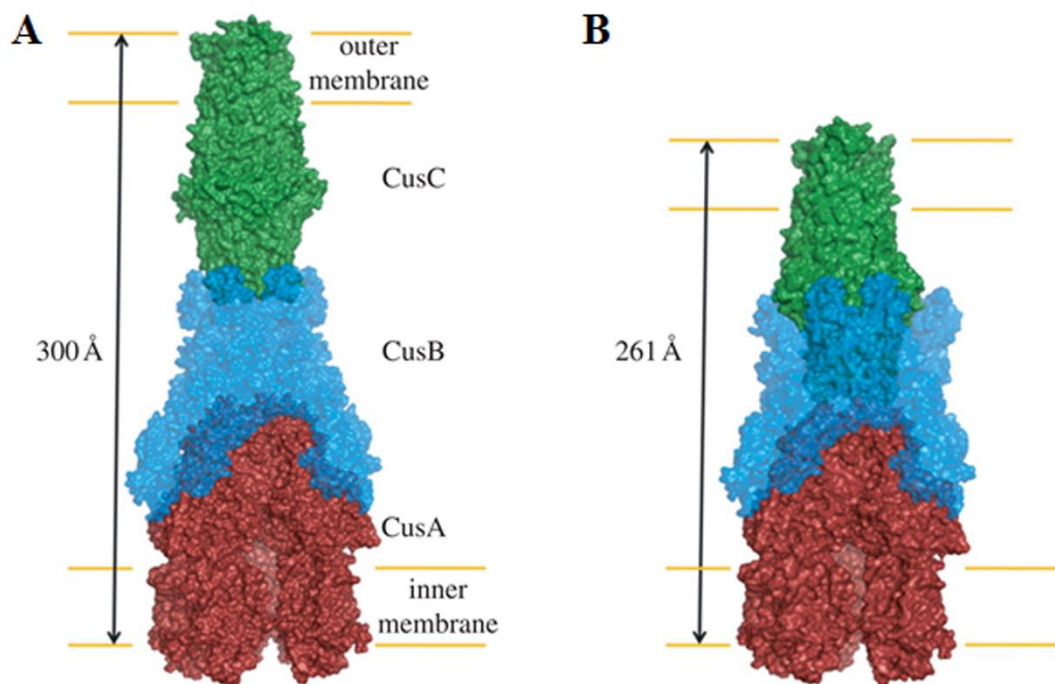 A
B
outer
membrane
CusC
300 Å
CusB
261 Å
CusA
inner
membrane